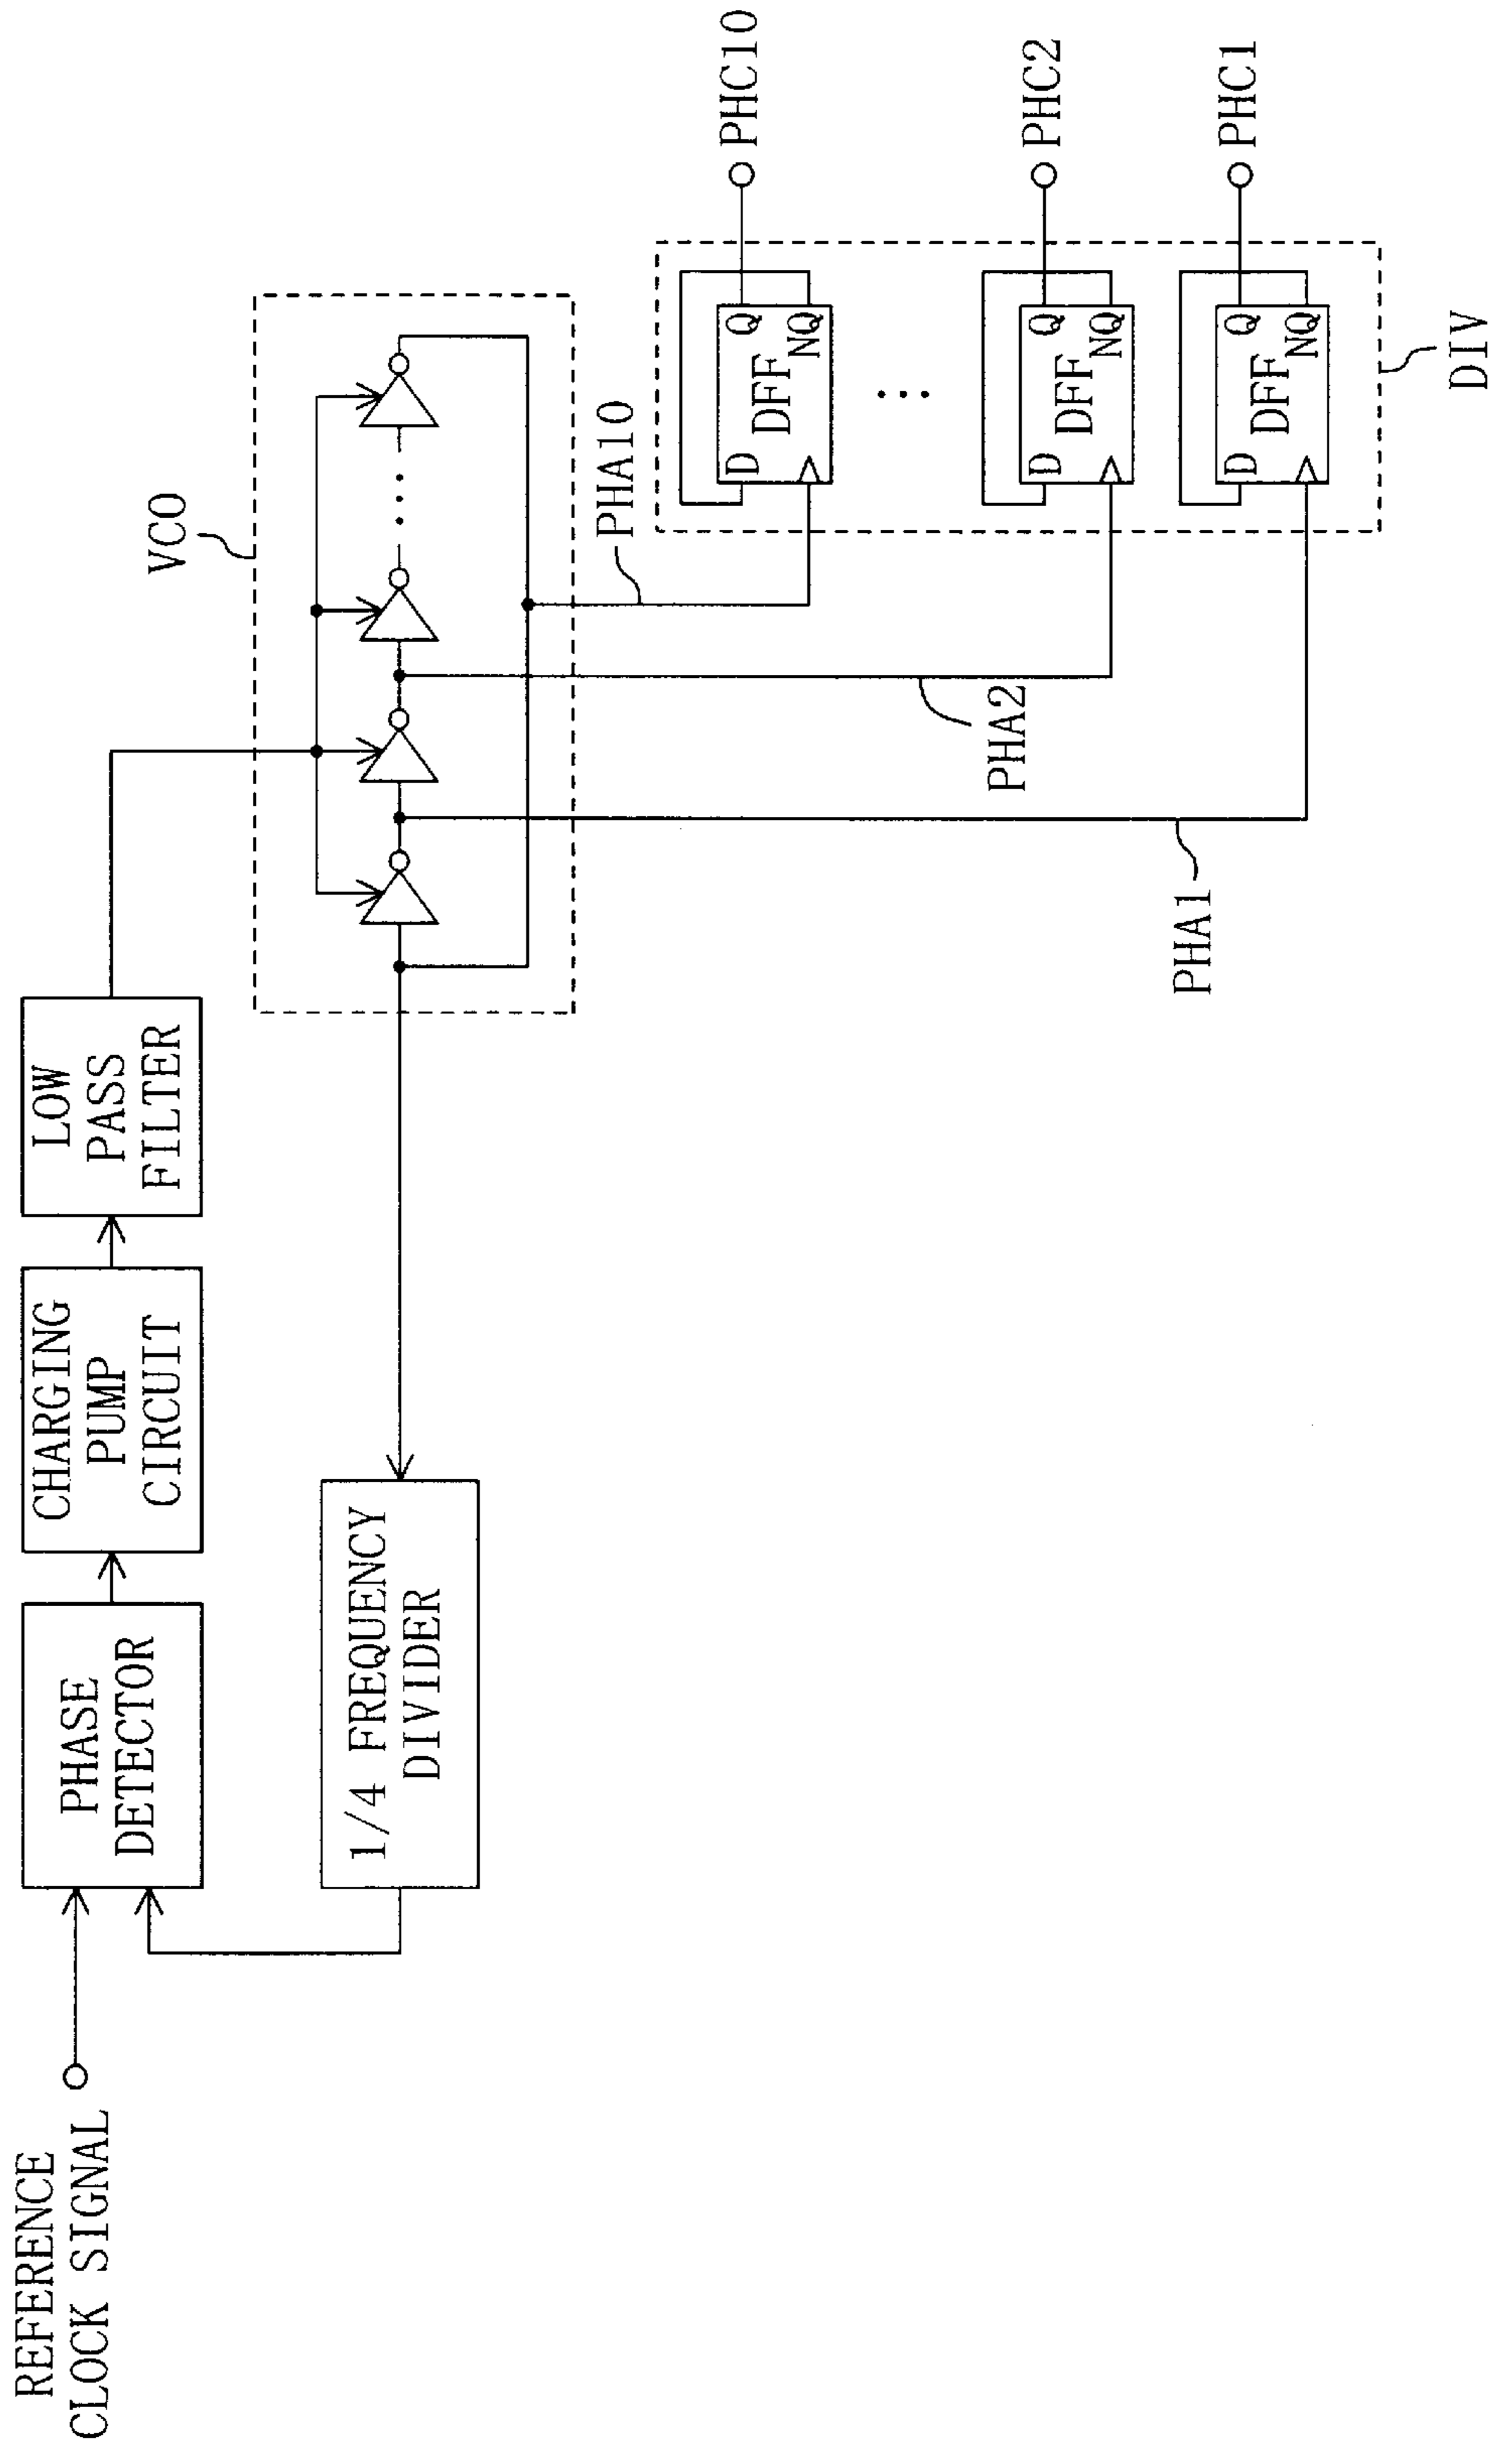 REFERENCE
CLOCK SIGNAL
PHASE
DETECTOR
CHARGING
PUMP
CIRCUIT
LOW
PASS
FILTER
1/4 FREQUENCY
DIVIDER
VCO
PHA1
PHA2
PHA10
D
Q
DFF
NQ
PHC10
D
Q
DFF
NQ
PHC2
D
Q
DFF
NQ
PHC1
DIV